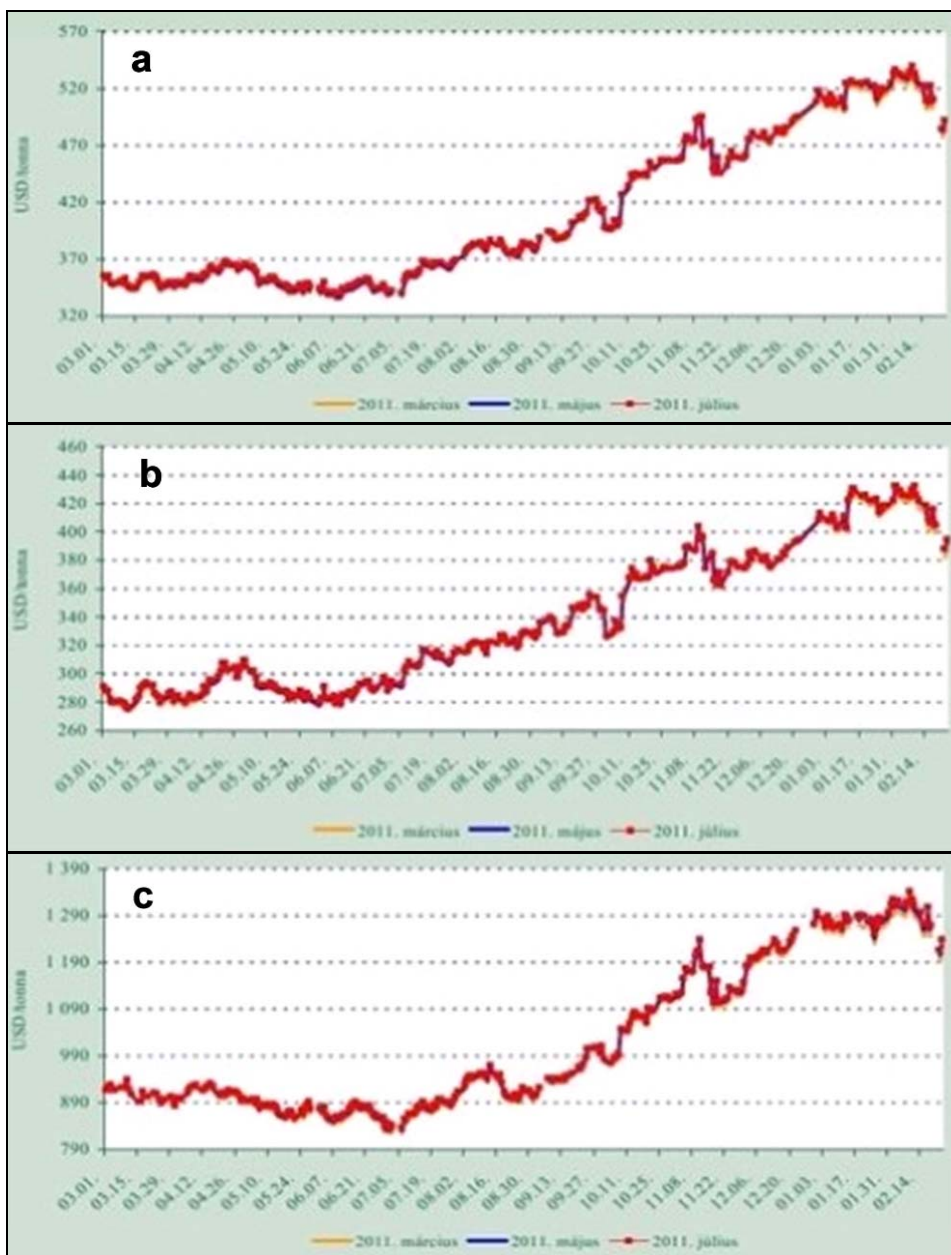 a
570
520
470
420
370
320
USD/tonna
03.01. 03.15. 03.29. 04.12. 04.26. 05.10. 05.24. 06.07. 06.21. 07.05. 07.19. 08.02. 08.16. 08.30. 09.13. 09.27. 10.11. 10.25. 11.08. 11.22. 12.06. 12.20. 01.03. 01.17. 01.31. 02.14.
2011. március 2011. május 2011. július
b
460
440
420
400
380
360
340
320
300
280
260
USD/tonna
03.01. 03.15. 03.29. 04.12. 04.26. 05.10. 05.24. 06.07. 06.21. 07.05. 07.19. 08.02. 08.16. 08.30. 09.13. 09.27. 10.11. 10.25. 11.08. 11.22. 12.06. 12.20. 01.03. 01.17. 01.31. 02.14.
2011. március 2011. május 2011. július
c
1 390
1 290
1 190
1 090
990
890
790
USD/tonna
03.01. 03.15. 03.29. 04.12. 04.26. 05.10. 05.24. 06.07. 06.21. 07.05. 07.19. 08.02. 08.16. 08.30. 09.13. 09.27. 10.11. 10.25. 11.08. 11.22. 12.06. 12.20. 01.03. 01.17. 01.31. 02.14.
2011. március 2011. május 2011. július